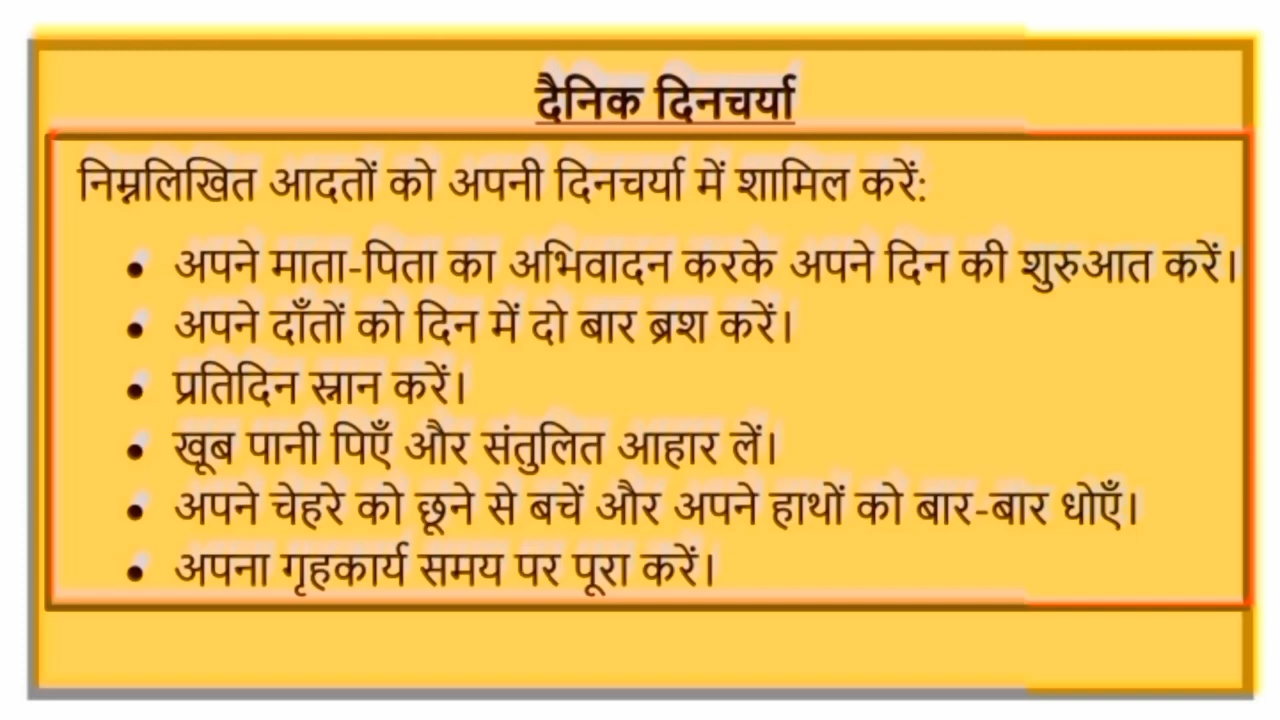 दैनिक दिनचर्या
निम्नलिखित आदतों को अपनी दिनचर्या में शामिल करें:
• अपने माता-पिता का अभिवादन करके अपने दिन की शुरुआत करें।
• अपने दाँतों को दिन में दो बार ब्रश करें।
• प्रतिदिन स्नान करें।
• खूब पानी पिएँ और संतुलित आहार लें।
• अपने चेहरे को छूने से बचें और अपने हाथों को बार-बार धोएँ।
• अपना गृहकार्य समय पर पूरा करें।